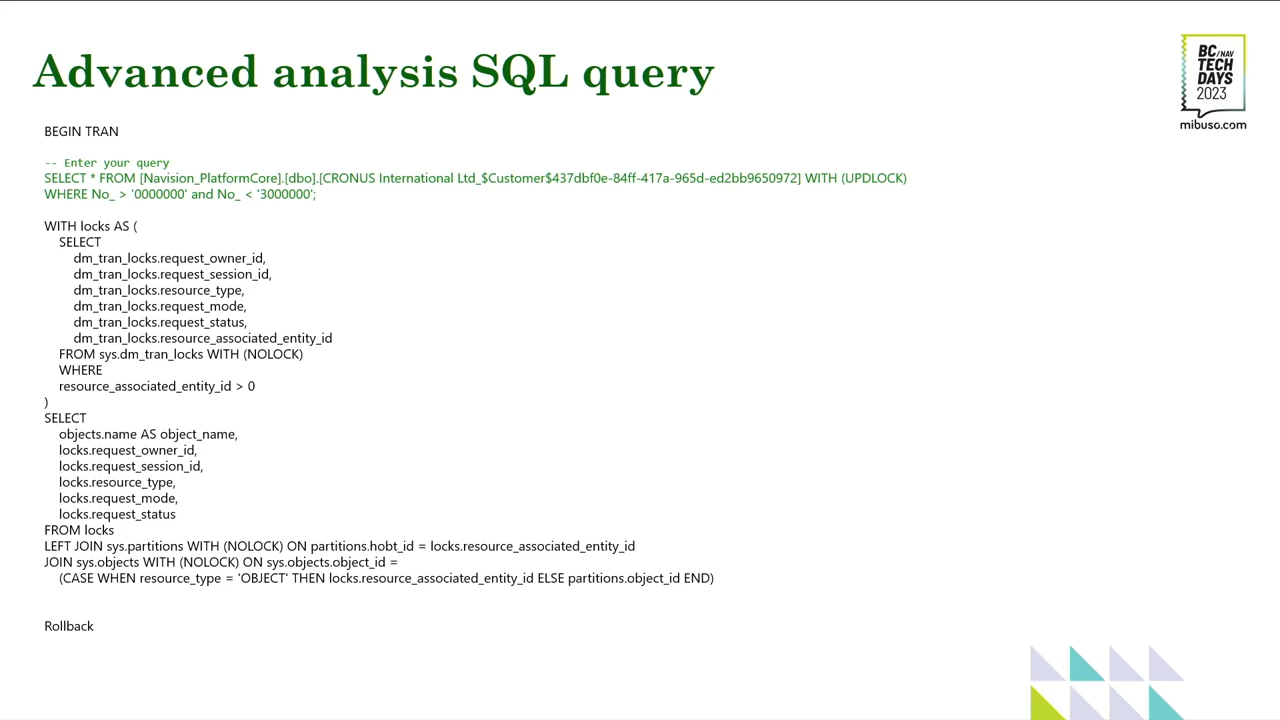 Advanced analysis SQL query
BC/NAV
TECH
DAYS
2023
mibuso.com
BEGIN TRAN
-- Enter your query
SELECT * FROM [Navision_PlatformCore].[dbo].[CRONUS International Ltd_$Customer$437dbf0e-84ff-417a-965d-ed2bb9650972] WITH (UPDLOCK)
WHERE No_ > '0000000' and No_ < '3000000';
WITH locks AS (
SELECT
dm_tran_locks.request_owner_id,
dm_tran_locks.request_session_id,
dm_tran_locks.resource_type,
dm_tran_locks.request_mode,
dm_tran_locks.request_status,
dm_tran_locks.resource_associated_entity_id
FROM sys.dm_tran_locks WITH (NOLOCK)
WHERE
resource_associated_entity_id > 0
)
SELECT
objects.name AS object_name,
locks.request_owner_id,
locks.request_session_id,
locks.resource_type,
locks.request_mode,
locks.request_status
FROM locks
LEFT JOIN sys.partitions WITH (NOLOCK) ON partitions.hobt_id = locks.resource_associated_entity_id
JOIN sys.objects WITH (NOLOCK) ON sys.objects.object_id =
(CASE WHEN resource_type = 'OBJECT' THEN locks.resource_associated_entity_id ELSE partitions.object_id END)
Rollback